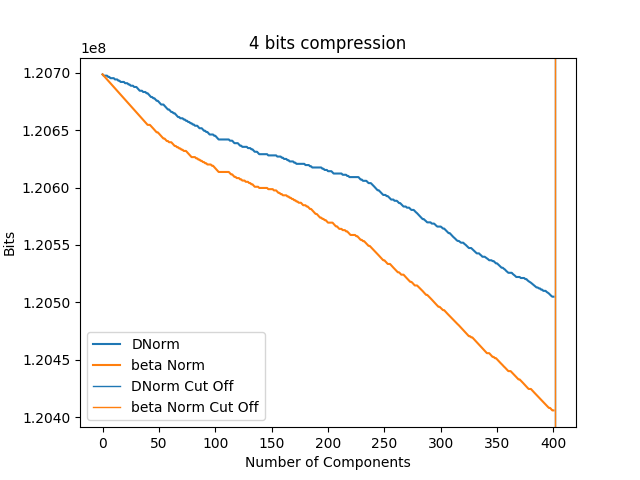 4 bits compression
1e8
1.2070
1.2065
1.2060
1.2055
1.2050
1.2045
1.2040
Bits
DNorm
beta Norm
DNorm Cut Off
beta Norm Cut Off
0 50 100 150 200 250 300 350 400
Number of Components